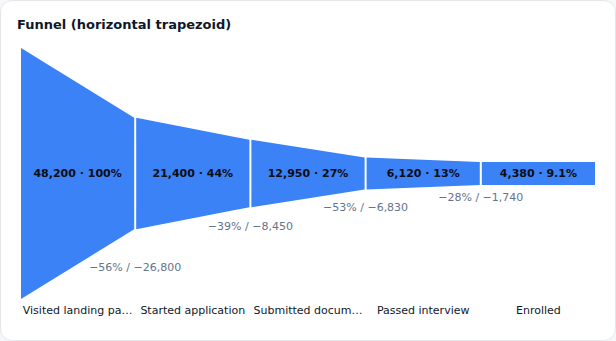 Funnel (horizontal trapezoid)
48,200 · 100%
21,400 · 44%
12,950 · 27%
6,120 · 13%
4,380 · 9.1%
−56% / −26,800
−39% / −8,450
−53% / −6,830
−28% / −1,740
Visited landing pa…
Started application
Submitted docum…
Passed interview
Enrolled